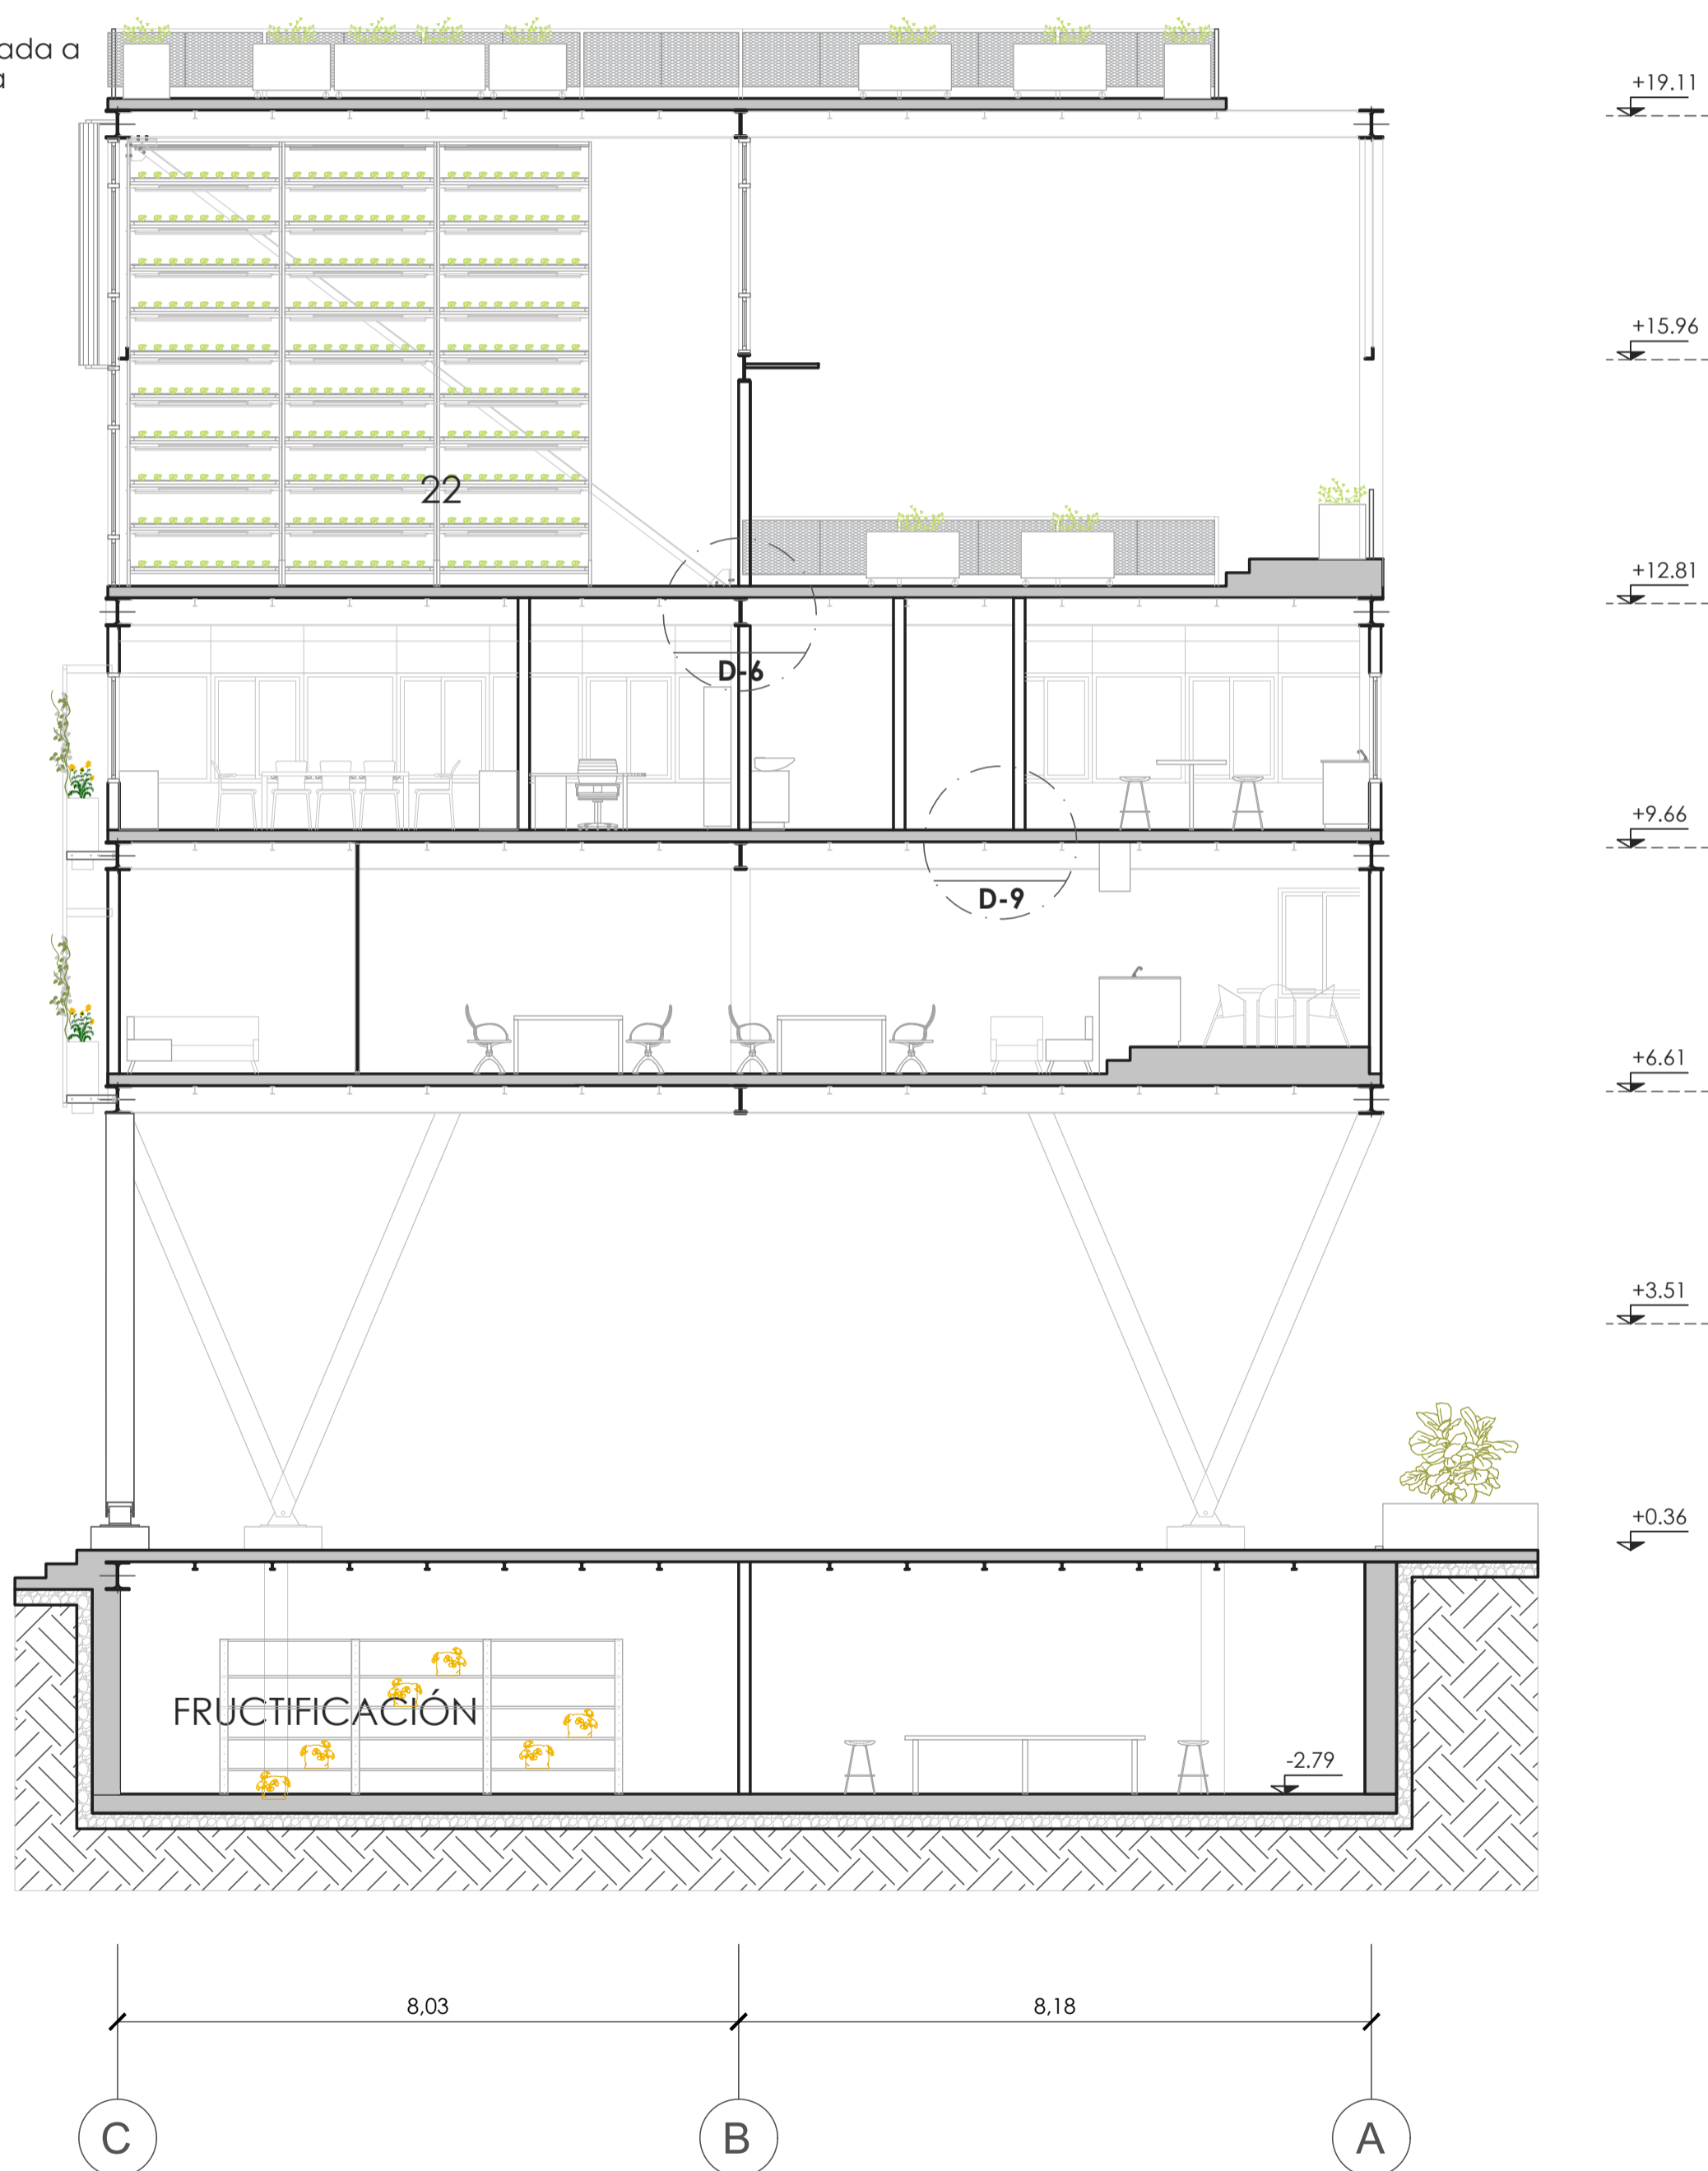 ada a
a
+19.11
+15.96
22
+12.81
D-6
+9.66
D-9
+6.61
+3.51
+0.36
FRUCTIFICACIÓN
-2.79
8,03
8,18
C
B
A